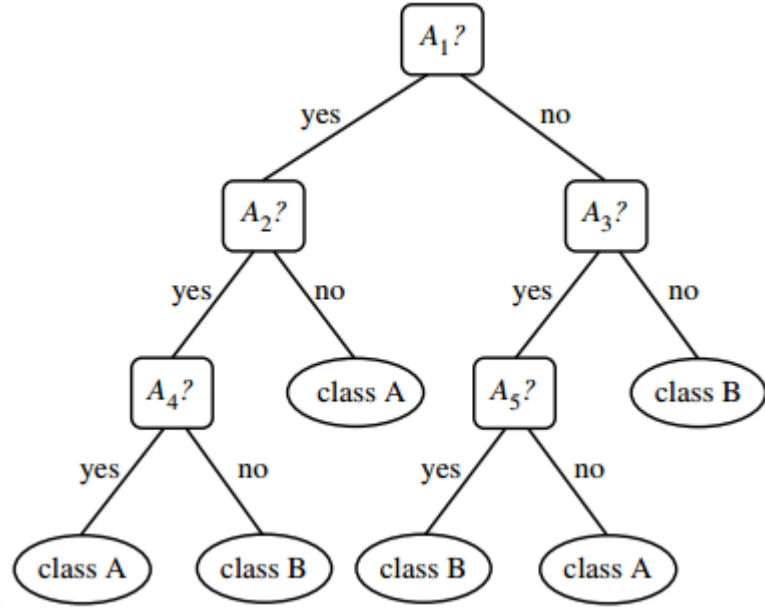 A₁?
yes no
A₂? A₃?
yes no yes no
A₄? class A A₅? class B
yes no yes no
class A class B class B class A